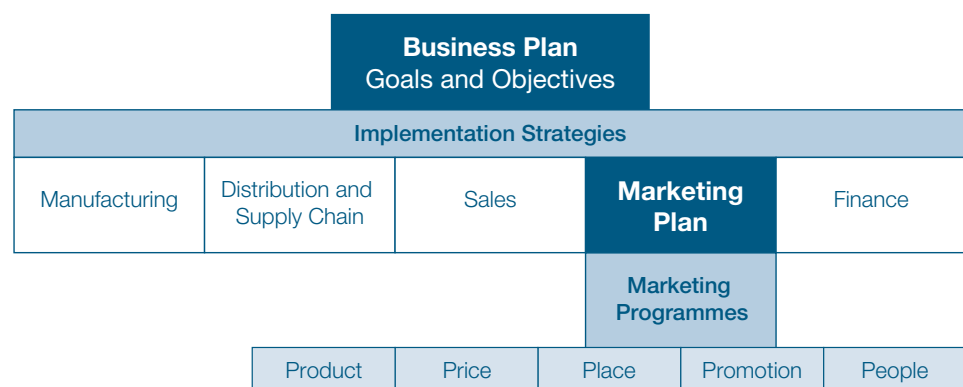 Business Plan
Goals and Objectives
Implementation Strategies
Manufacturing
Distribution and
Supply Chain
Sales
Marketing
Plan
Finance
Marketing
Programmes
Product
Price
Place
Promotion
People